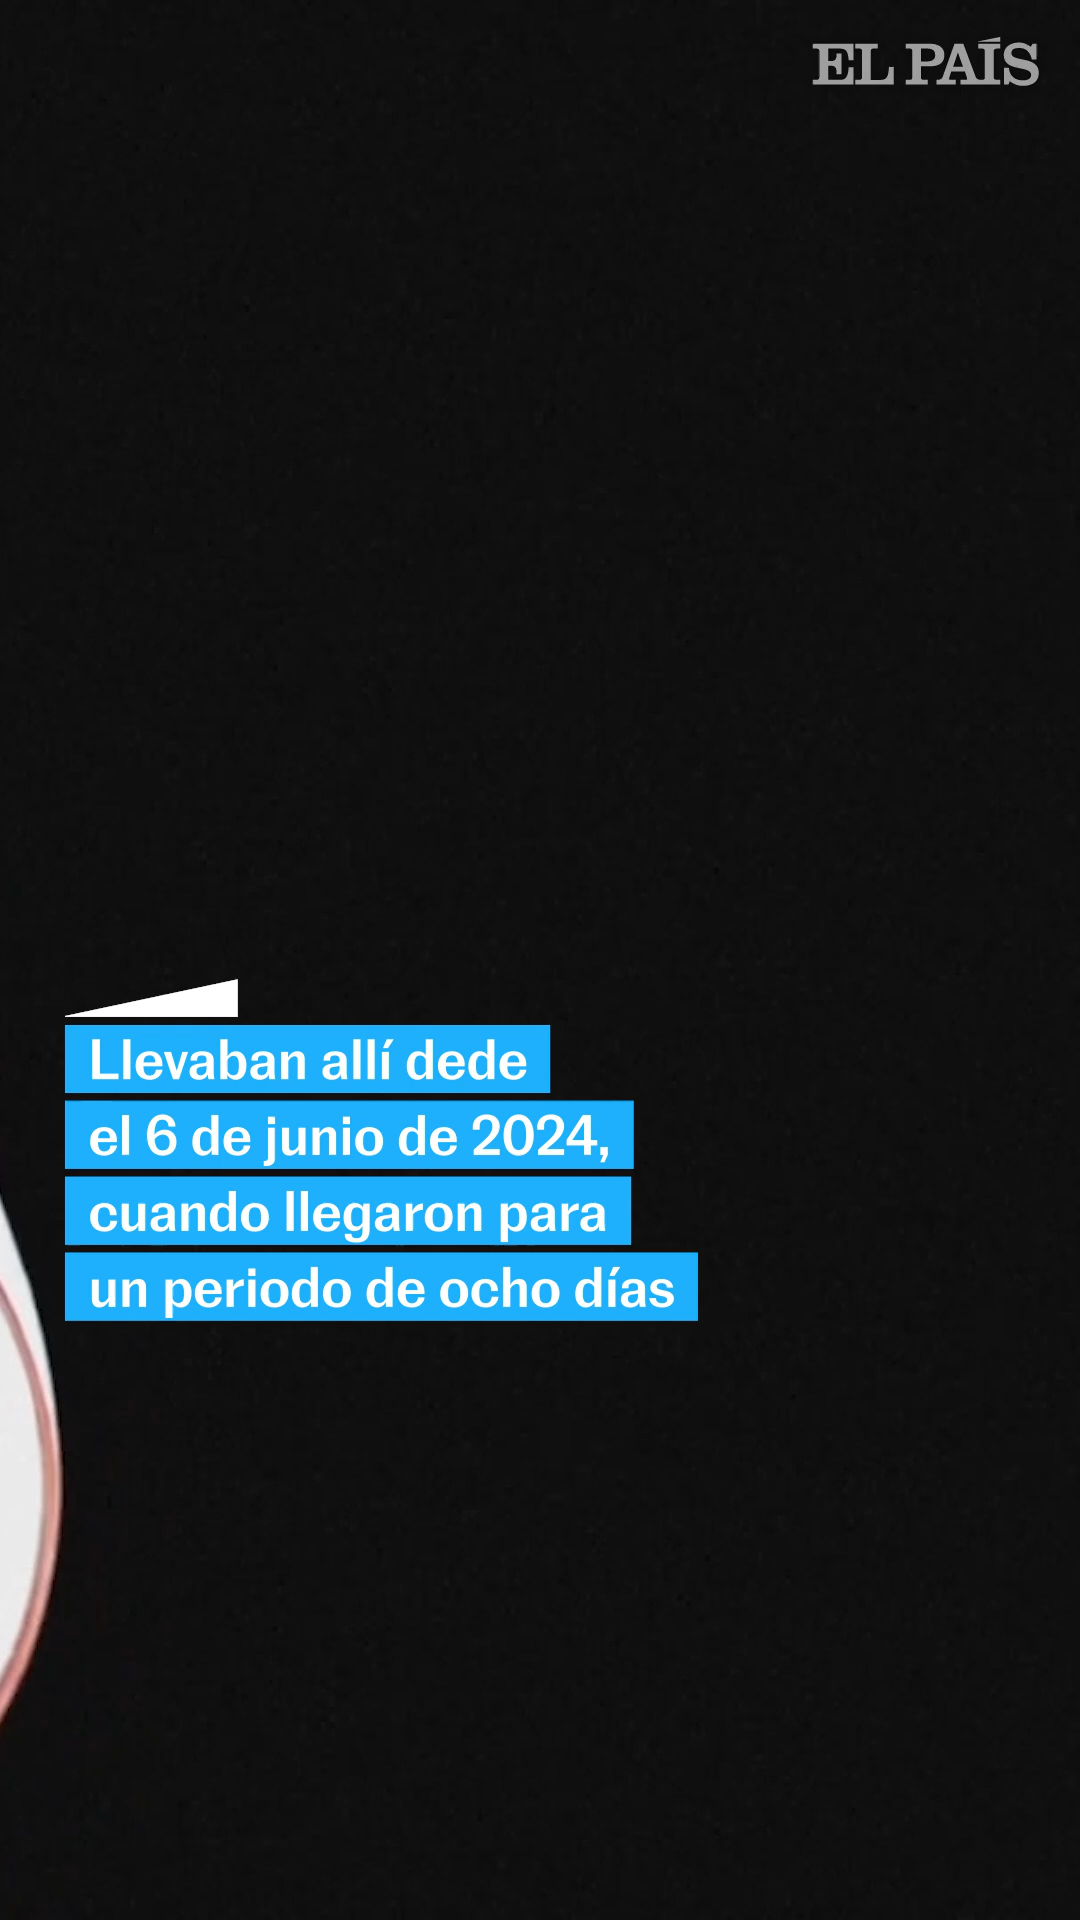 EL PAÍS
Llevaban allí dede
el 6 de junio de 2024,
cuando llegaron para
un periodo de ocho días